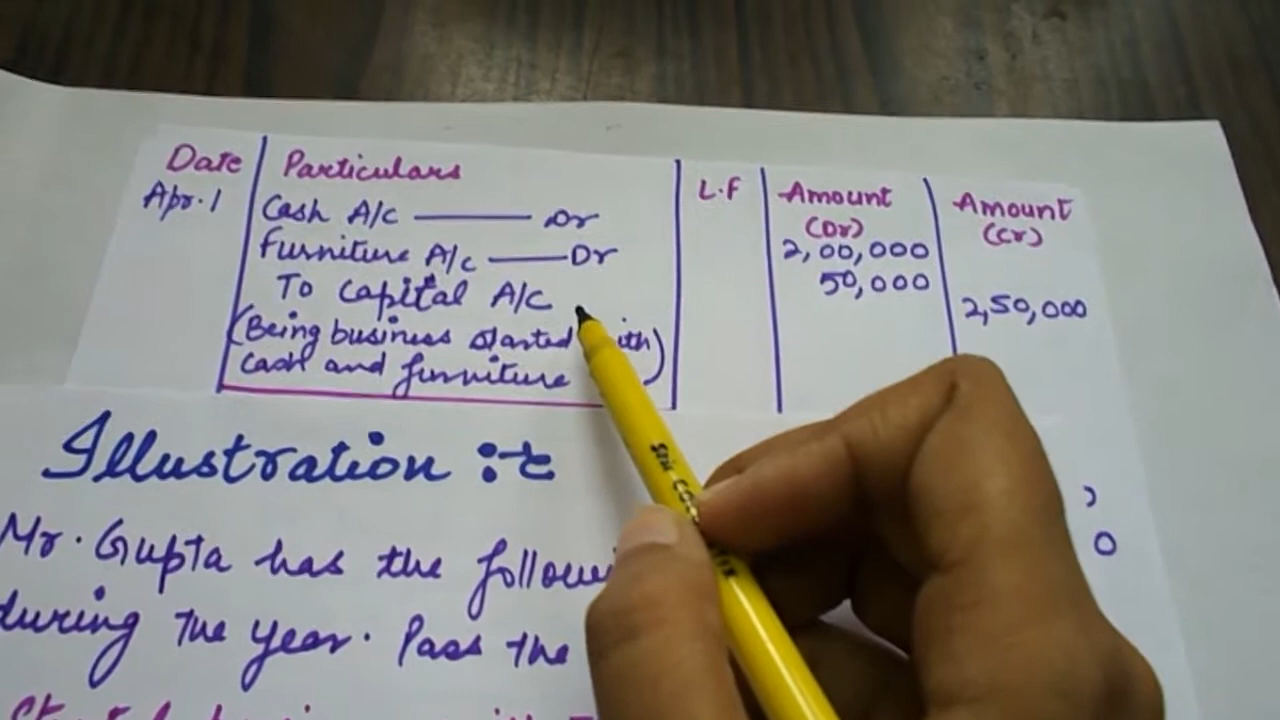 Date Particulars L.F Amount (Dr) Amount (Cr)
Apr.1 Cash A/c Dr 2,00,000
Furniture A/c Dr 50,000
To Capital A/c 2,50,000
(Being business started with)
cash and furniture
Illustration :-
Mr. Gupta has the
during the year. Pass the